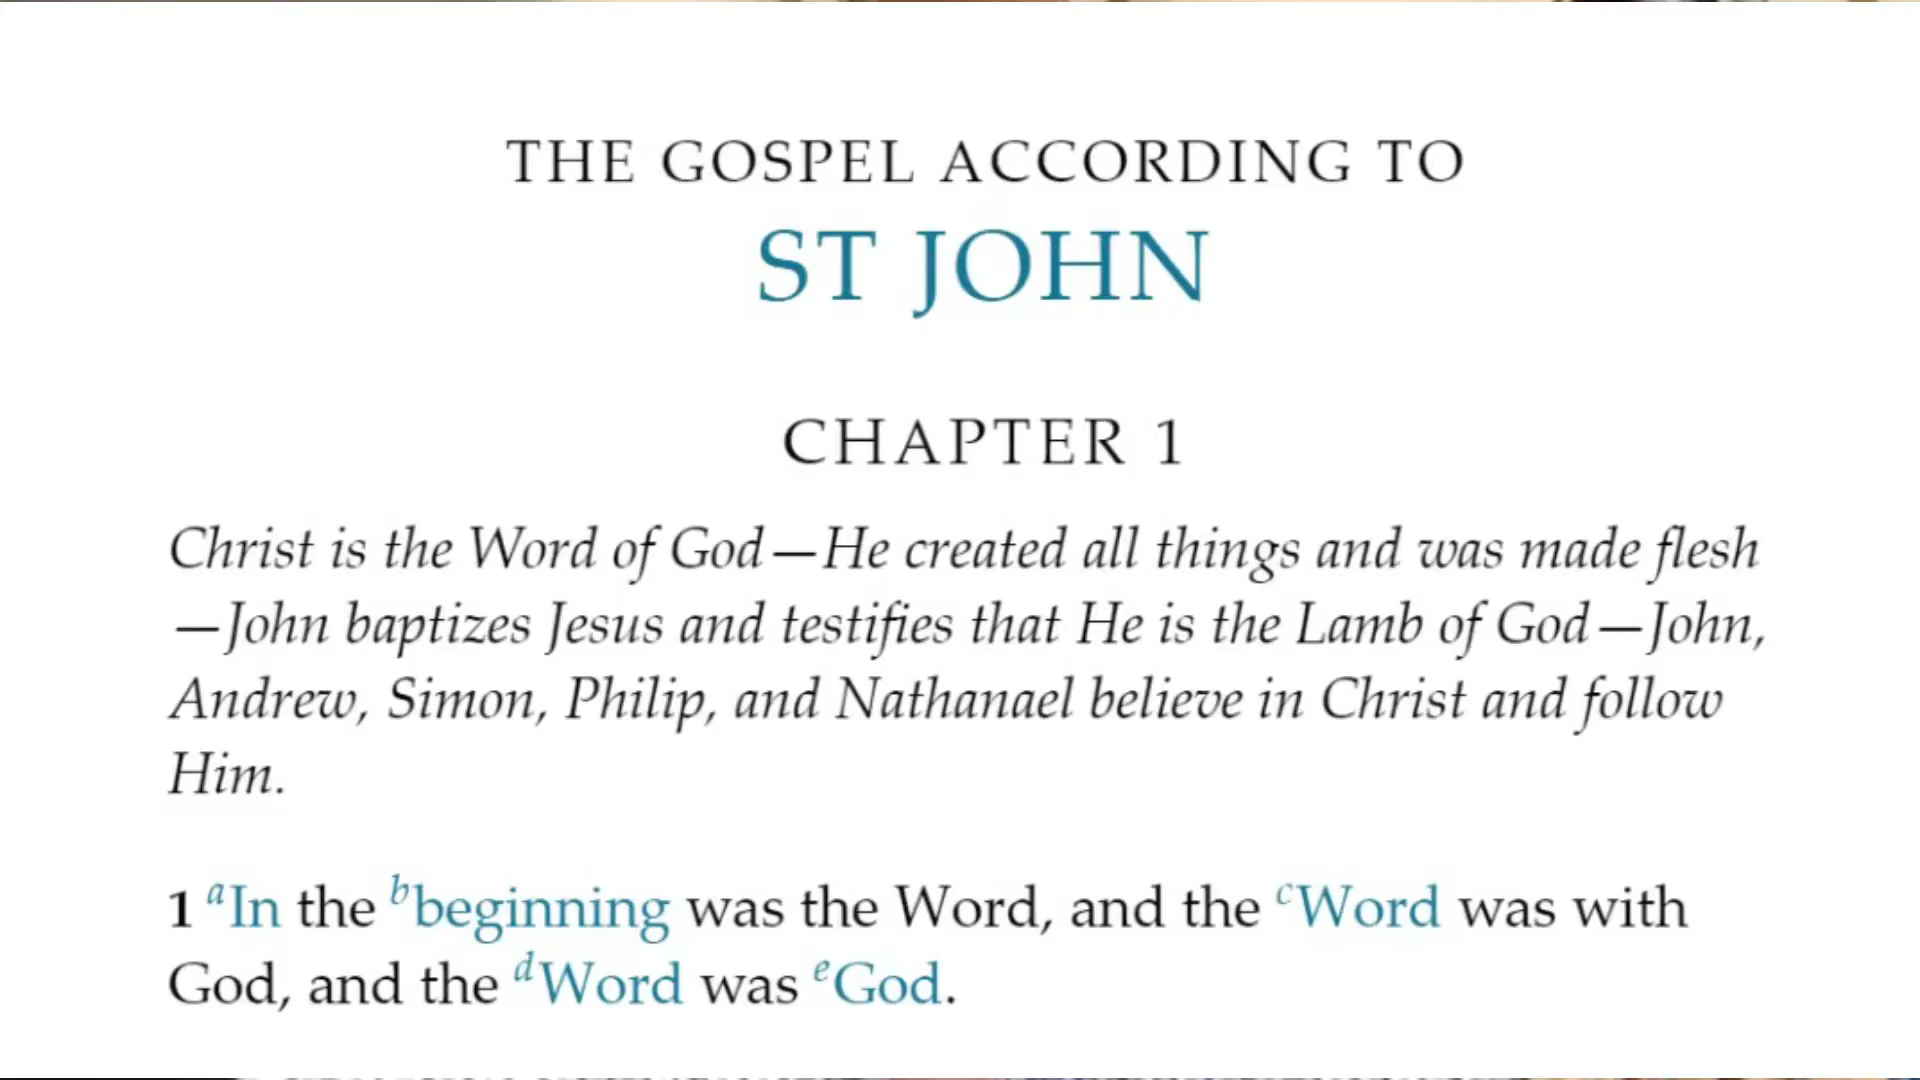 THE GOSPEL ACCORDING TO
ST JOHN
CHAPTER 1
Christ is the Word of God—He created all things and was made flesh
—John baptizes Jesus and testifies that He is the Lamb of God—John,
Andrew, Simon, Philip, and Nathanael believe in Christ and follow
Him.
1 aIn the bbeginning was the Word, and the cWord was with
God, and the dWord was eGod.